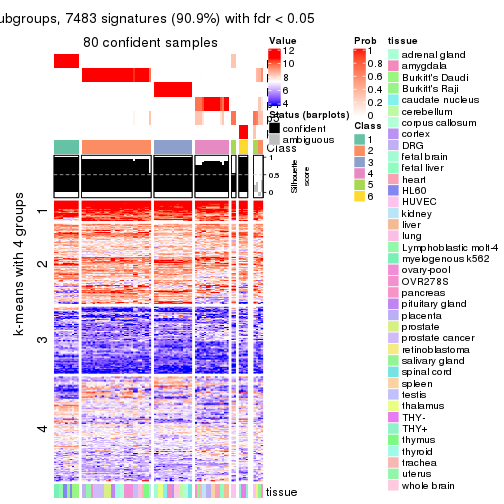 ubgroups, 7483 signatures (90.9%) with fdr < 0.05
80 confident samples
Value
12
10
8
6
4
Status (barplots)
confident
ambiguous
Class
1
0.5
0
Silhouette
score
k-means with 4 groups
1
2
3
4
tissue
Prob
1
0.8
0.6
0.4
0.2
0
Class
1
2
3
4
5
6
tissue
adrenal gland
amygdala
Burkitt's Daudi
Burkitt's Raji
caudate nucleus
cerebellum
corpus callosum
cortex
DRG
fetal brain
fetal liver
heart
HL60
HUVEC
kidney
liver
lung
Lymphoblastic molt-4
myelogenous k562
ovary-pool
OVR278S
pancreas
pituitary gland
placenta
prostate
prostate cancer
retinoblastoma
salivary gland
spinal cord
spleen
testis
thalamus
THY-
THY+
thymus
thyroid
trachea
uterus
whole brain